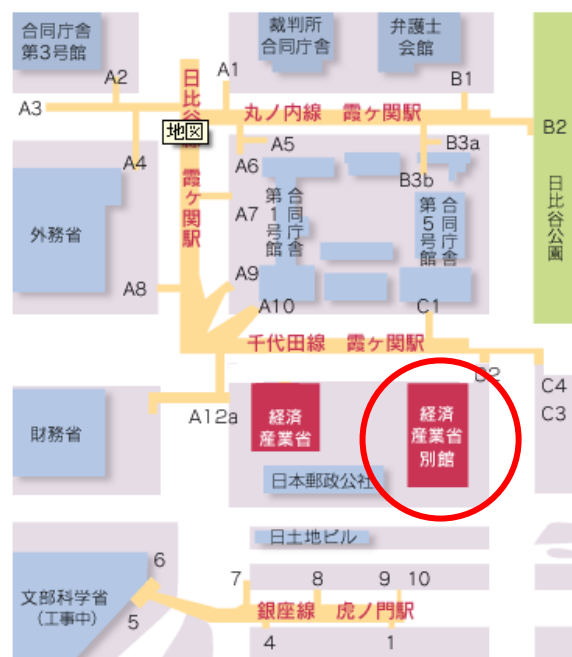 合同庁舎
第3号館
裁判所
合同庁舎
弁護士
会館
A2
A1
B1
A3
日比谷線 霞ヶ関駅
丸ノ内線 霞ヶ関駅
地図
B2
A5
B3a
A4
A6
B3b
日比谷公園
外務省
A7
合同庁舎
第1号館
合同庁舎
第5号館
A9
A8
A10
C1
千代田線 霞ヶ関駅
C2
C4
C3
A12a
財務省
経済
産業省
経済
産業省
別館
日本郵政公社
日土地ビル
6
文部科学省
(工事中)
5
7
8
9
10
銀座線 虎ノ門駅
4
1